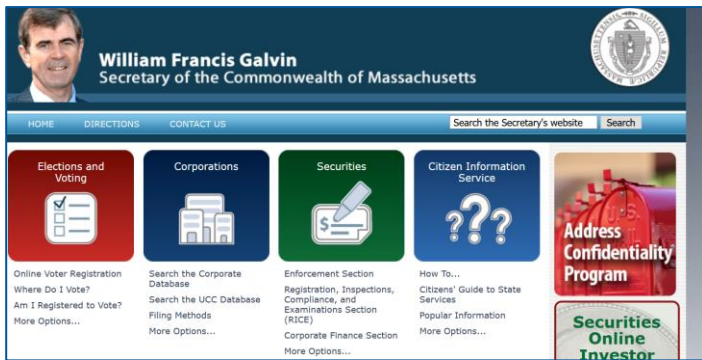 William Francis Galvin
Secretary of the Commonwealth of Massachusetts
HOME DIRECTIONS CONTACT US
Search the Secretary's website Search
Elections and
Voting
Online Voter Registration
Where Do I Vote?
Am I Registered to Vote?
More Options...
Corporations
Search the Corporate
Database
Search the UCC Database
Filing Methods
More Options...
Securities
Enforcement Section
Registration, Inspections,
Compliance, and
Examinations Section
(RICE)
Corporate Finance Section
More Options...
Citizen Information
Service
How To...
Citizens' Guide to State
Services
Popular Information
More Options...
Address
Confidentiality
Program
Securities
Online
Investor